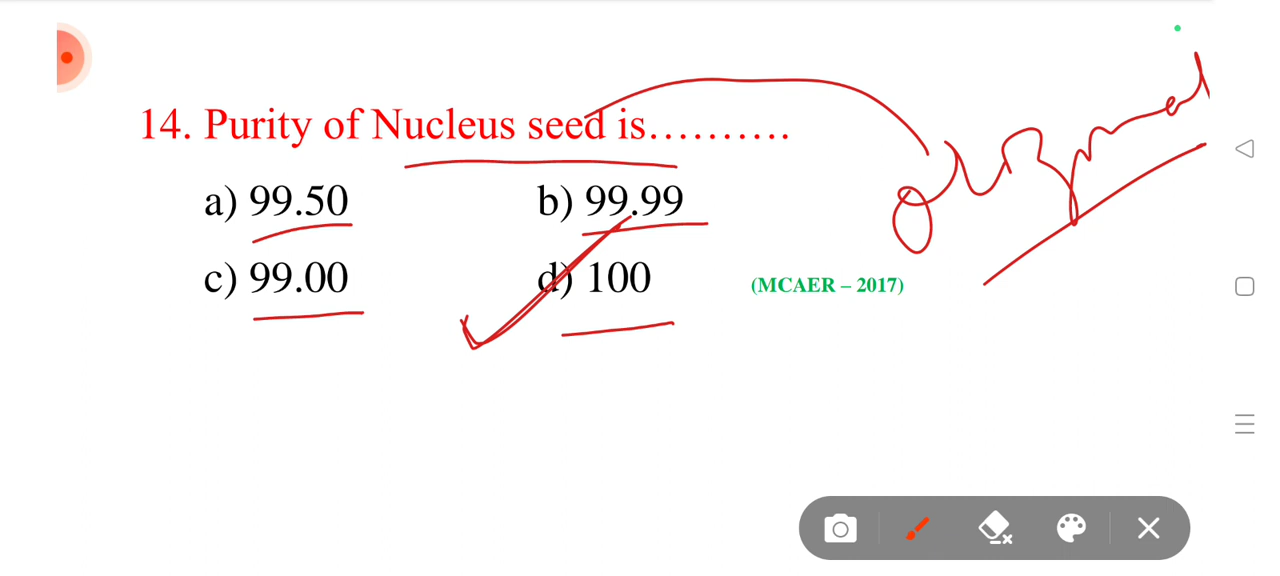 14. Purity of Nucleus seed is..........
a) 99.50 b) 99.99
c) 99.00 d) 100 (MCAER – 2017)